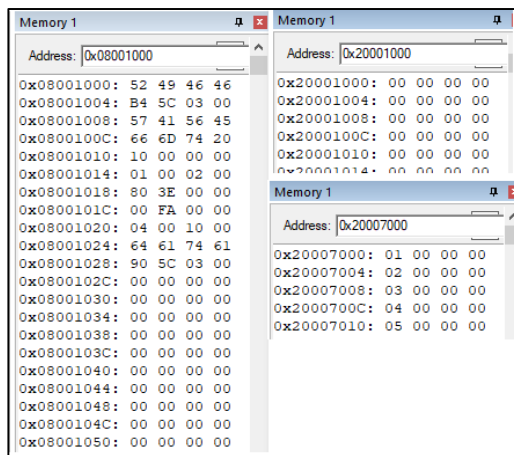 Memory 1
Address: 0x08001000
0x08001000: 52 49 46 46
0x08001004: B4 5C 03 00
0x08001008: 57 41 56 45
0x0800100C: 66 6D 74 20
0x08001010: 10 00 00 00
0x08001014: 01 00 02 00
0x08001018: 80 3E 00 00
0x0800101C: 00 FA 00 00
0x08001020: 04 00 10 00
0x08001024: 64 61 74 61
0x08001028: 90 5C 03 00
0x0800102C: 00 00 00 00
0x08001030: 00 00 00 00
0x08001034: 00 00 00 00
0x08001038: 00 00 00 00
0x0800103C: 00 00 00 00
0x08001040: 00 00 00 00
0x08001044: 00 00 00 00
0x08001048: 00 00 00 00
0x0800104C: 00 00 00 00
0x08001050: 00 00 00 00
Memory 1
Address: 0x20001000
0x20001000: 00 00 00 00
0x20001004: 00 00 00 00
0x20001008: 00 00 00 00
0x2000100C: 00 00 00 00
0x20001010: 00 00 00 00
0x20001014: 00 00 00 00
Memory 1
Address: 0x20007000
0x20007000: 01 00 00 00
0x20007004: 02 00 00 00
0x20007008: 03 00 00 00
0x2000700C: 04 00 00 00
0x20007010: 05 00 00 00